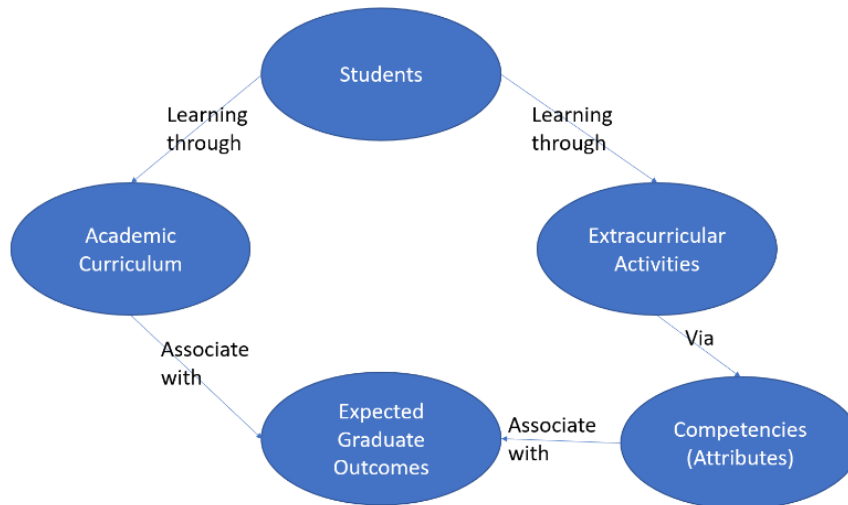 Students
Learning
through
Learning
through
Academic
Curriculum
Extracurricular
Activities
Associate
with
Via
Expected
Graduate
Outcomes
Associate
with
Competencies
(Attributes)